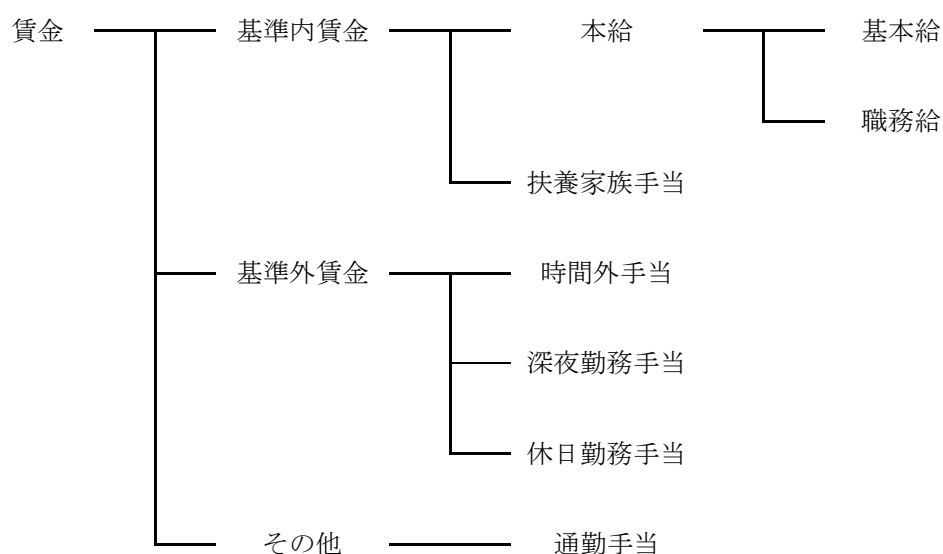 賃金 基準内賃金 本給 基本給
職務給
扶養家族手当
基準外賃金 時間外手当
深夜勤務手当
休日勤務手当
その他 通勤手当